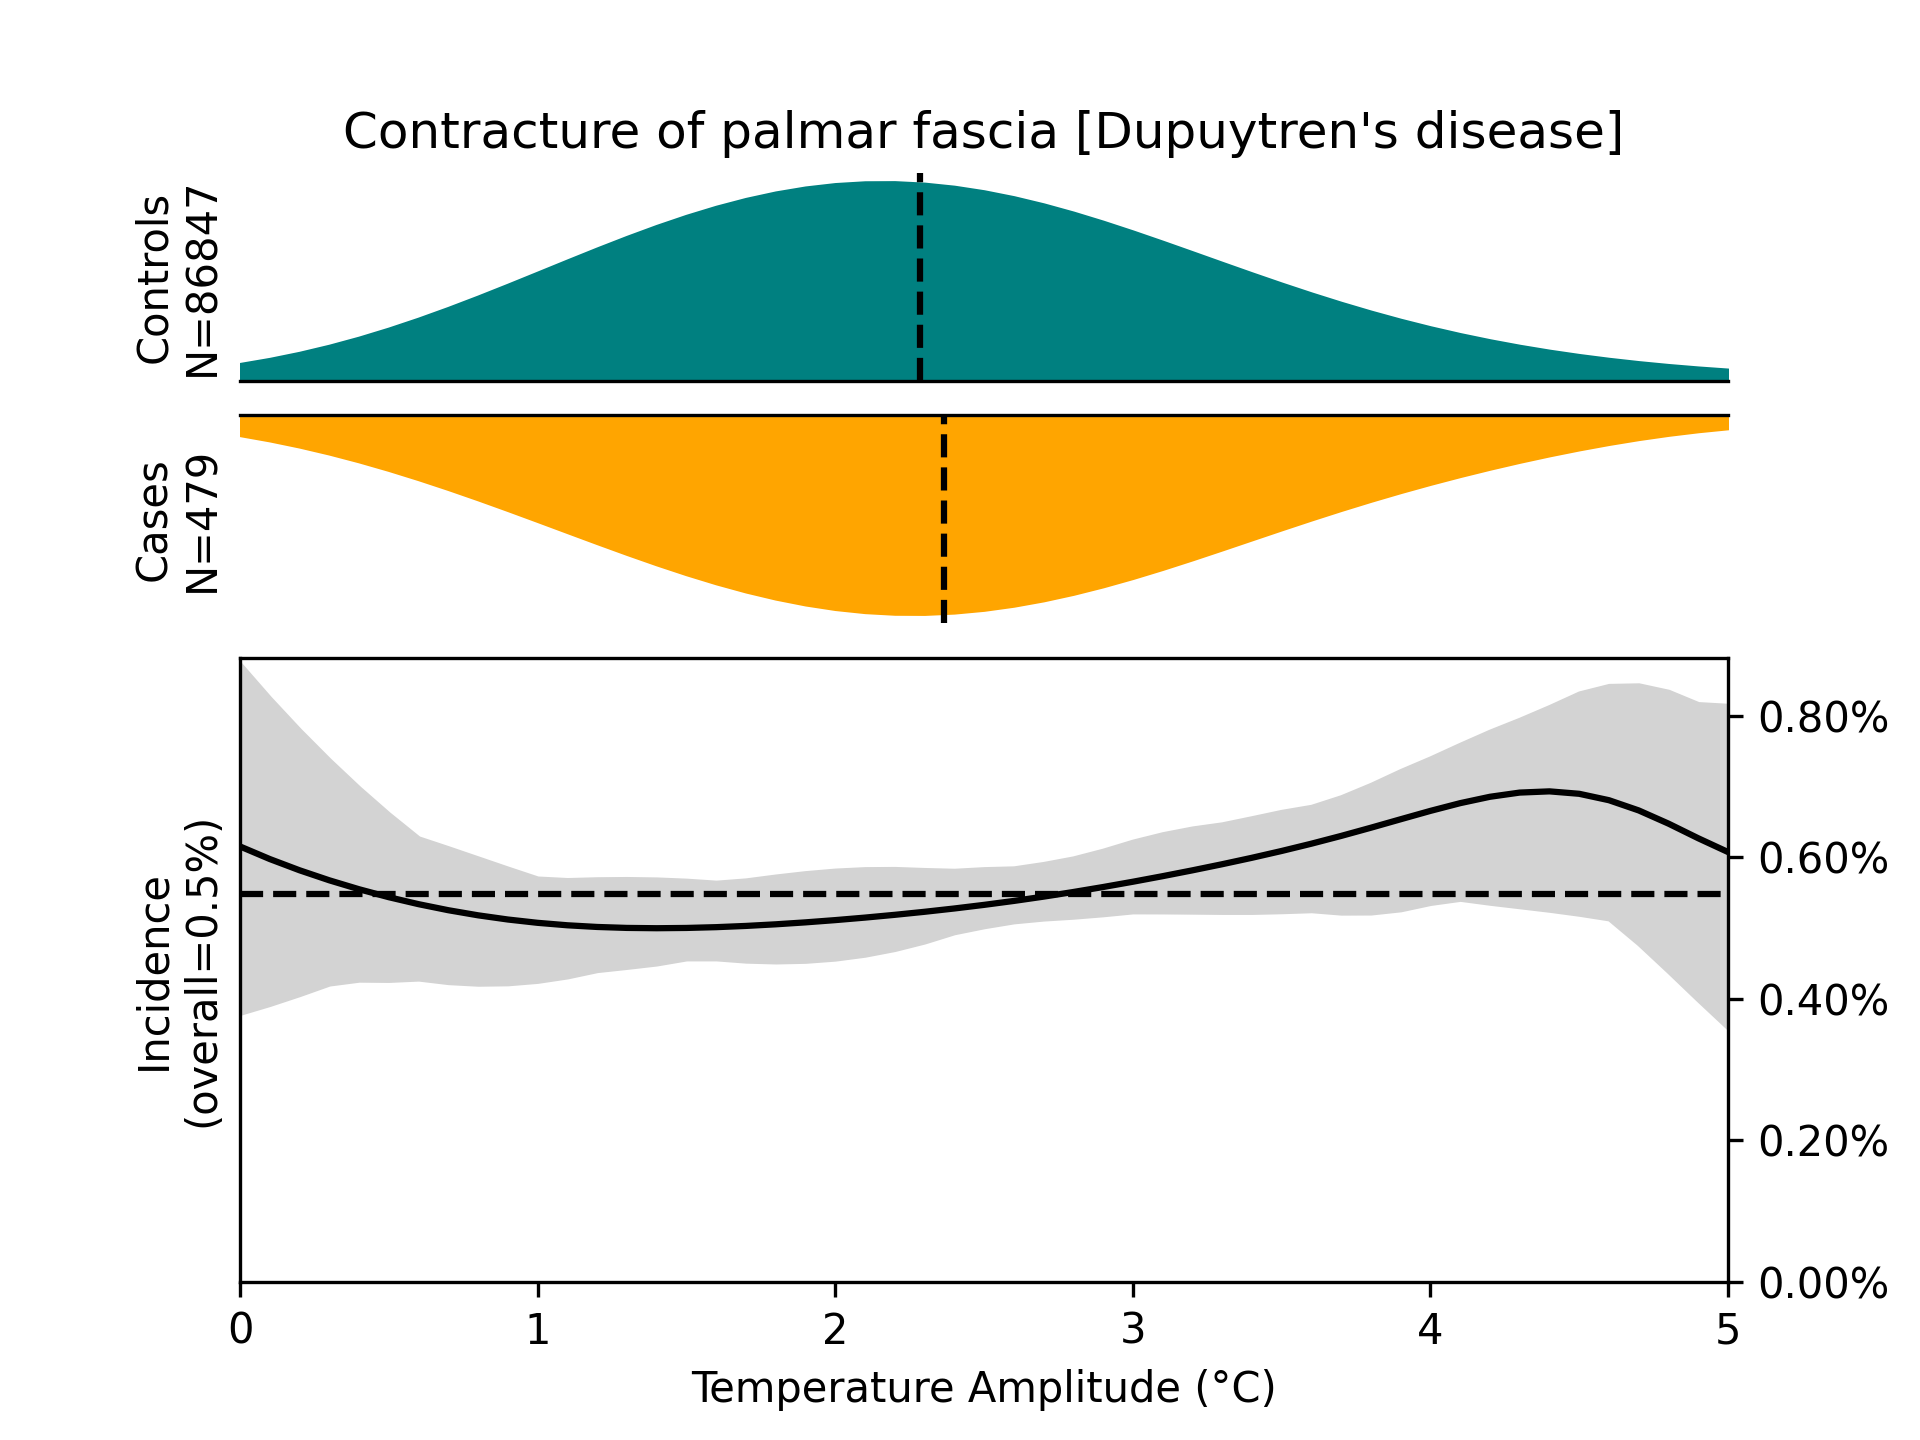 Contracture of palmar fascia [Dupuytren's disease]
Controls
N=86847
Cases
N=479
Incidence
(overall=0.5%)
0.80%
0.60%
0.40%
0.20%
0.00%
0 1 2 3 4 5
Temperature Amplitude (°C)